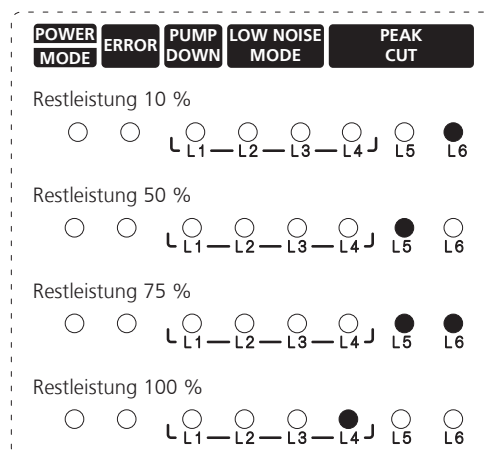 POWER ERROR PUMP LOW NOISE PEAK
MODE DOWN MODE CUT
Restleistung 10 %
L1 L2 L3 L4 L5 L6
Restleistung 50 %
L1 L2 L3 L4 L5 L6
Restleistung 75 %
L1 L2 L3 L4 L5 L6
Restleistung 100 %
L1 L2 L3 L4 L5 L6